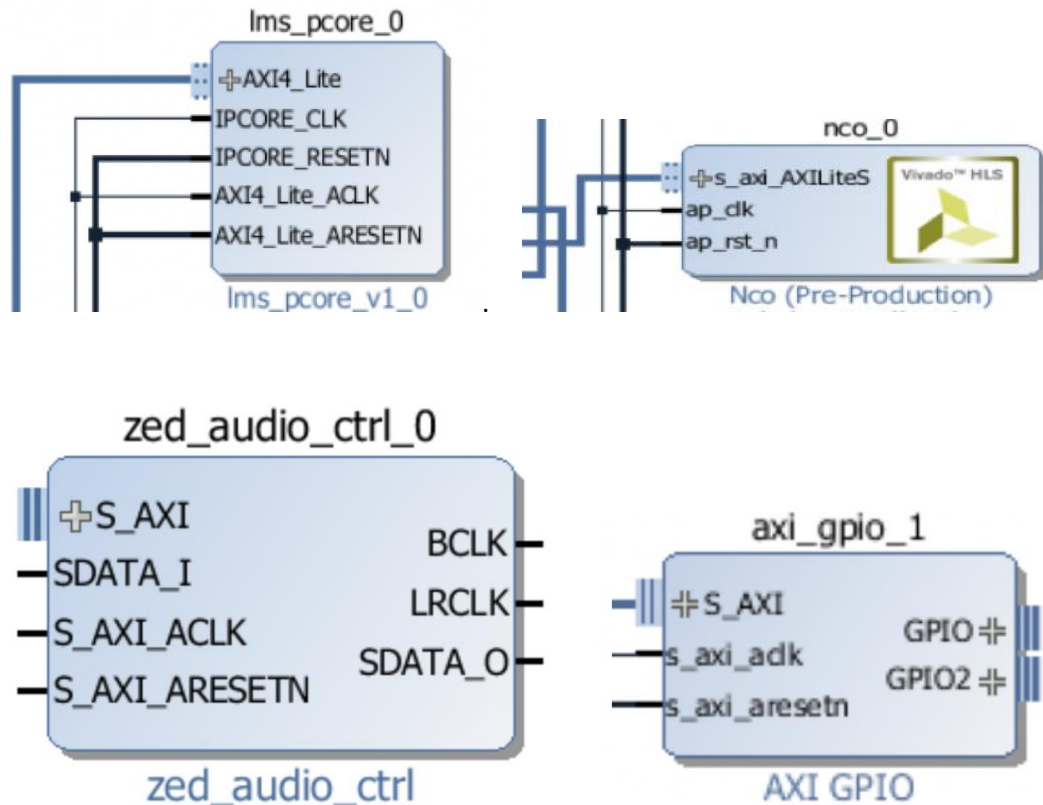 lms_pcore_0
AXI4_Lite
IPCORE_CLK
IPCORE_RESETN
AXI4_Lite_ACLK
AXI4_Lite_ARESETN
lms_pcore_v1_0
.
nco_0
s_axi_AXILiteS
ap_clk
ap_rst_n
Vivado™ HLS
Nco (Pre-Production)
zed_audio_ctrl_0
S_AXI
SDATA_I
S_AXI_ACLK
S_AXI_ARESETN
BCLK
LRCLK
SDATA_O
zed_audio_ctrl
axi_gpio_1
S_AXI
s_axi_aclk
s_axi_aresetn
GPIO
GPIO2
AXI GPIO